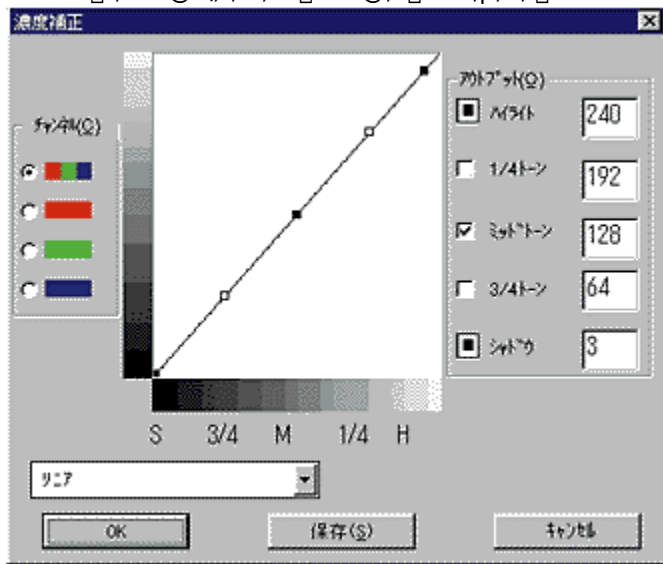 濃度補正
ﾁｬﾝﾈﾙ(C)
ｱｳﾄﾌﾟｯﾄ(O)
ﾊｲﾗｲﾄ 240
1/4ﾄｰﾝ 192
ﾐｯﾄﾞﾄｰﾝ 128
3/4ﾄｰﾝ 64
ｼｬﾄﾞｳ 3
S 3/4 M 1/4 H
ﾘﾆｱ
OK 保存(S) ｷｬﾝｾﾙ